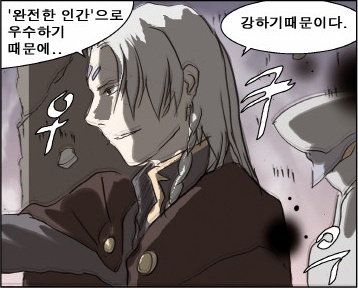 '완전한 인간'으로
우수하기
때문에..
강하기때문이다.
우
쿠
우